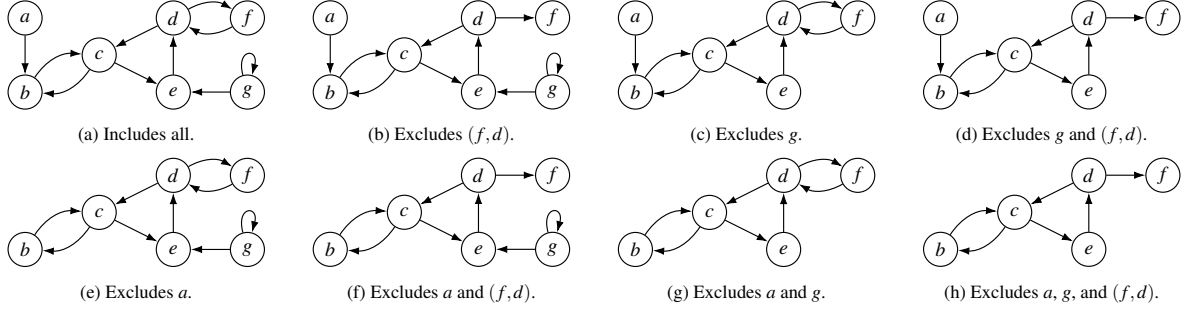 a d f a d f a d f a d f
c c c c
b e g b e g b e b e
(a) Includes all. (b) Excludes (f,d). (c) Excludes g. (d) Excludes g and (f,d).
d f d f d f d f
c c c c
b e g b e g b e b e
(e) Excludes a. (f) Excludes a and (f,d). (g) Excludes a and g. (h) Excludes a, g, and (f,d).